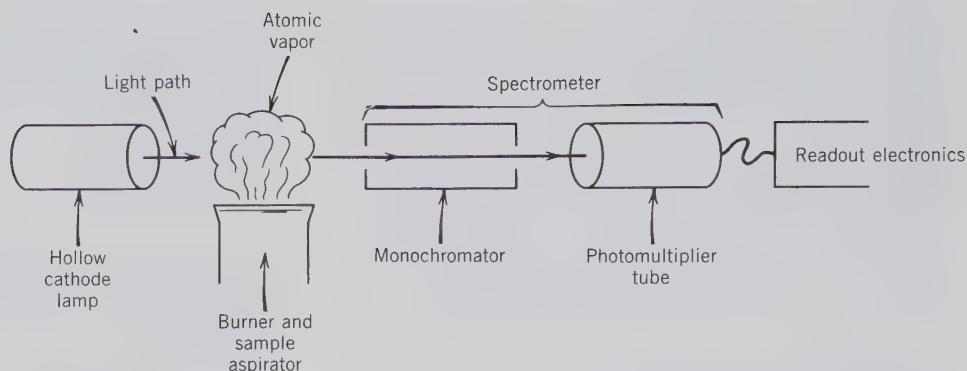 Atomic
vapor
Light path
Spectrometer
Readout electronics
Hollow
cathode
lamp
Monochromator
Photomultiplier
tube
Burner and
sample
aspirator